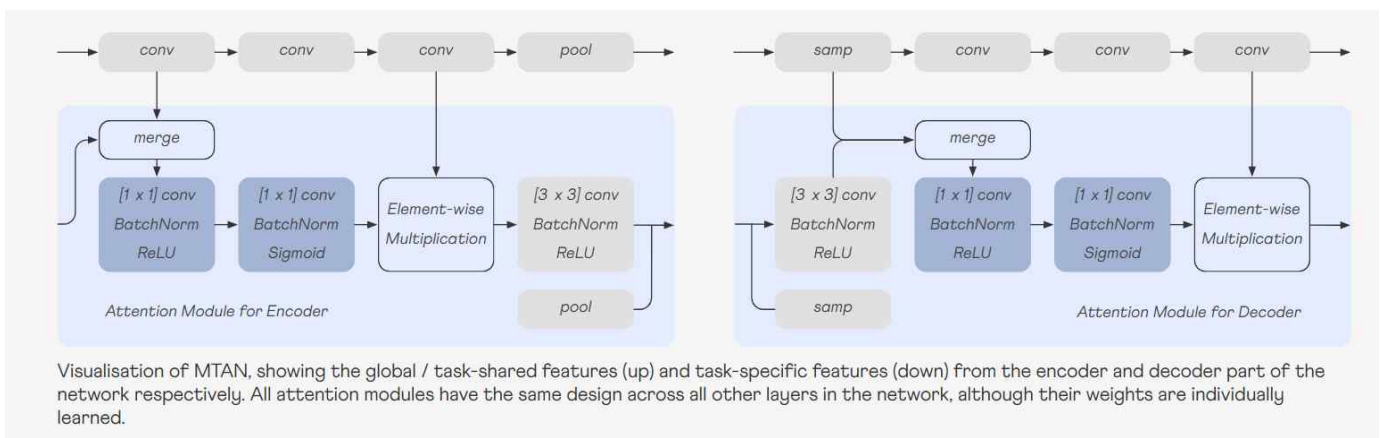 conv
conv
conv
pool
samp
conv
conv
conv
merge
merge
[1 x 1] conv
BatchNorm
ReLU
[1 x 1] conv
BatchNorm
Sigmoid
Element-wise
Multiplication
[3 x 3] conv
BatchNorm
ReLU
[3 x 3] conv
BatchNorm
ReLU
[1 x 1] conv
BatchNorm
ReLU
[1 x 1] conv
BatchNorm
Sigmoid
Element-wise
Multiplication
Attention Module for Encoder
pool
samp
Attention Module for Decoder
Visualisation of MTAN, showing the global / task-shared features (up) and task-specific features (down) from the encoder and decoder part of the
network respectively. All attention modules have the same design across all other layers in the network, although their weights are individually
learned.